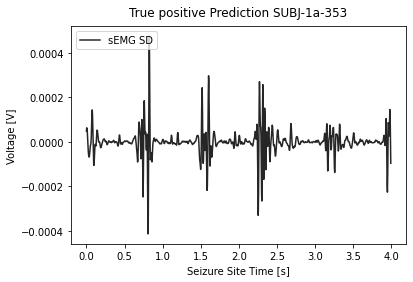 True positive Prediction SUBJ-1a-353
sEMG SD
0.0004
0.0002
0.0000
−0.0002
−0.0004
Voltage [V]
0.0 0.5 1.0 1.5 2.0 2.5 3.0 3.5 4.0
Seizure Site Time [s]